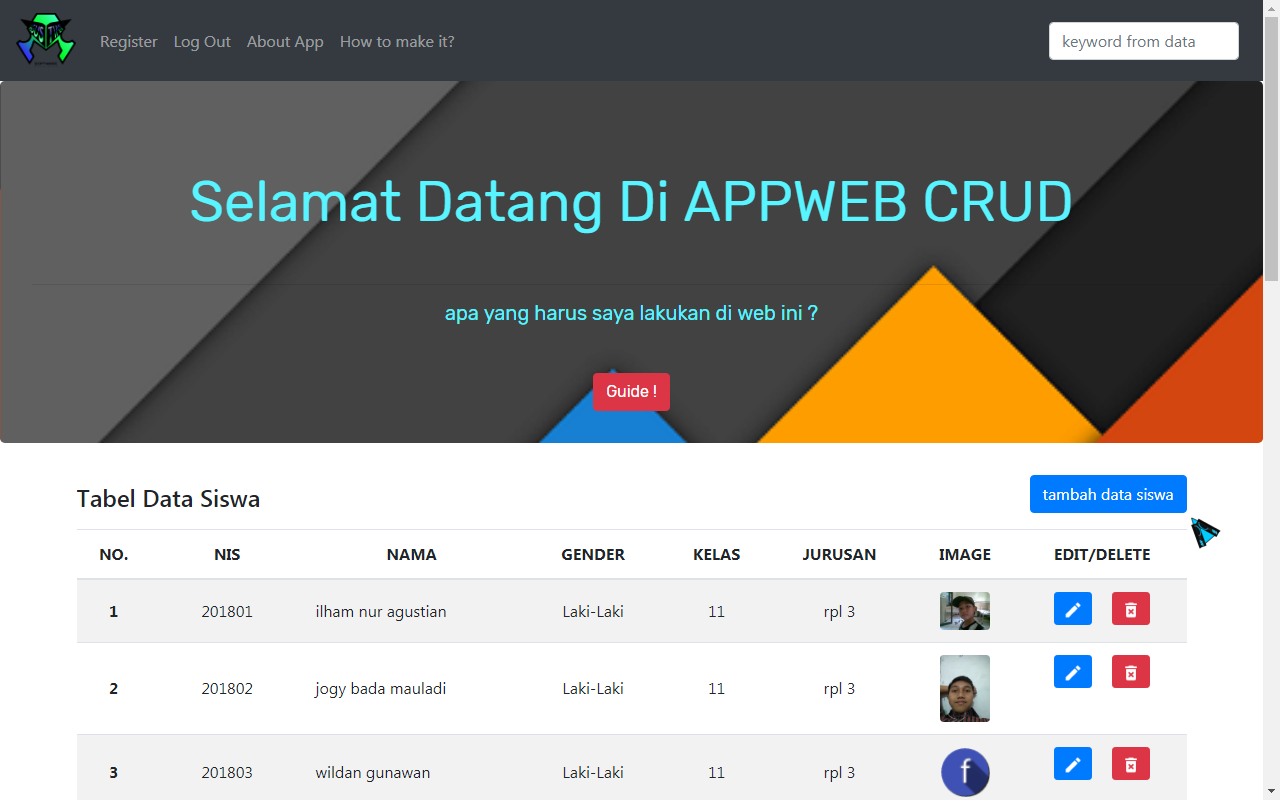 Register Log Out About App How to make it? keyword from data
Selamat Datang Di APPWEB CRUD
apa yang harus saya lakukan di web ini ?
Guide !
Tabel Data Siswa tambah data siswa
NO. NIS NAMA GENDER KELAS JURUSAN IMAGE EDIT/DELETE
1 201801 ilham nur agustian Laki-Laki 11 rpl 3
2 201802 jogy bada mauladi Laki-Laki 11 rpl 3
3 201803 wildan gunawan Laki-Laki 11 rpl 3 f